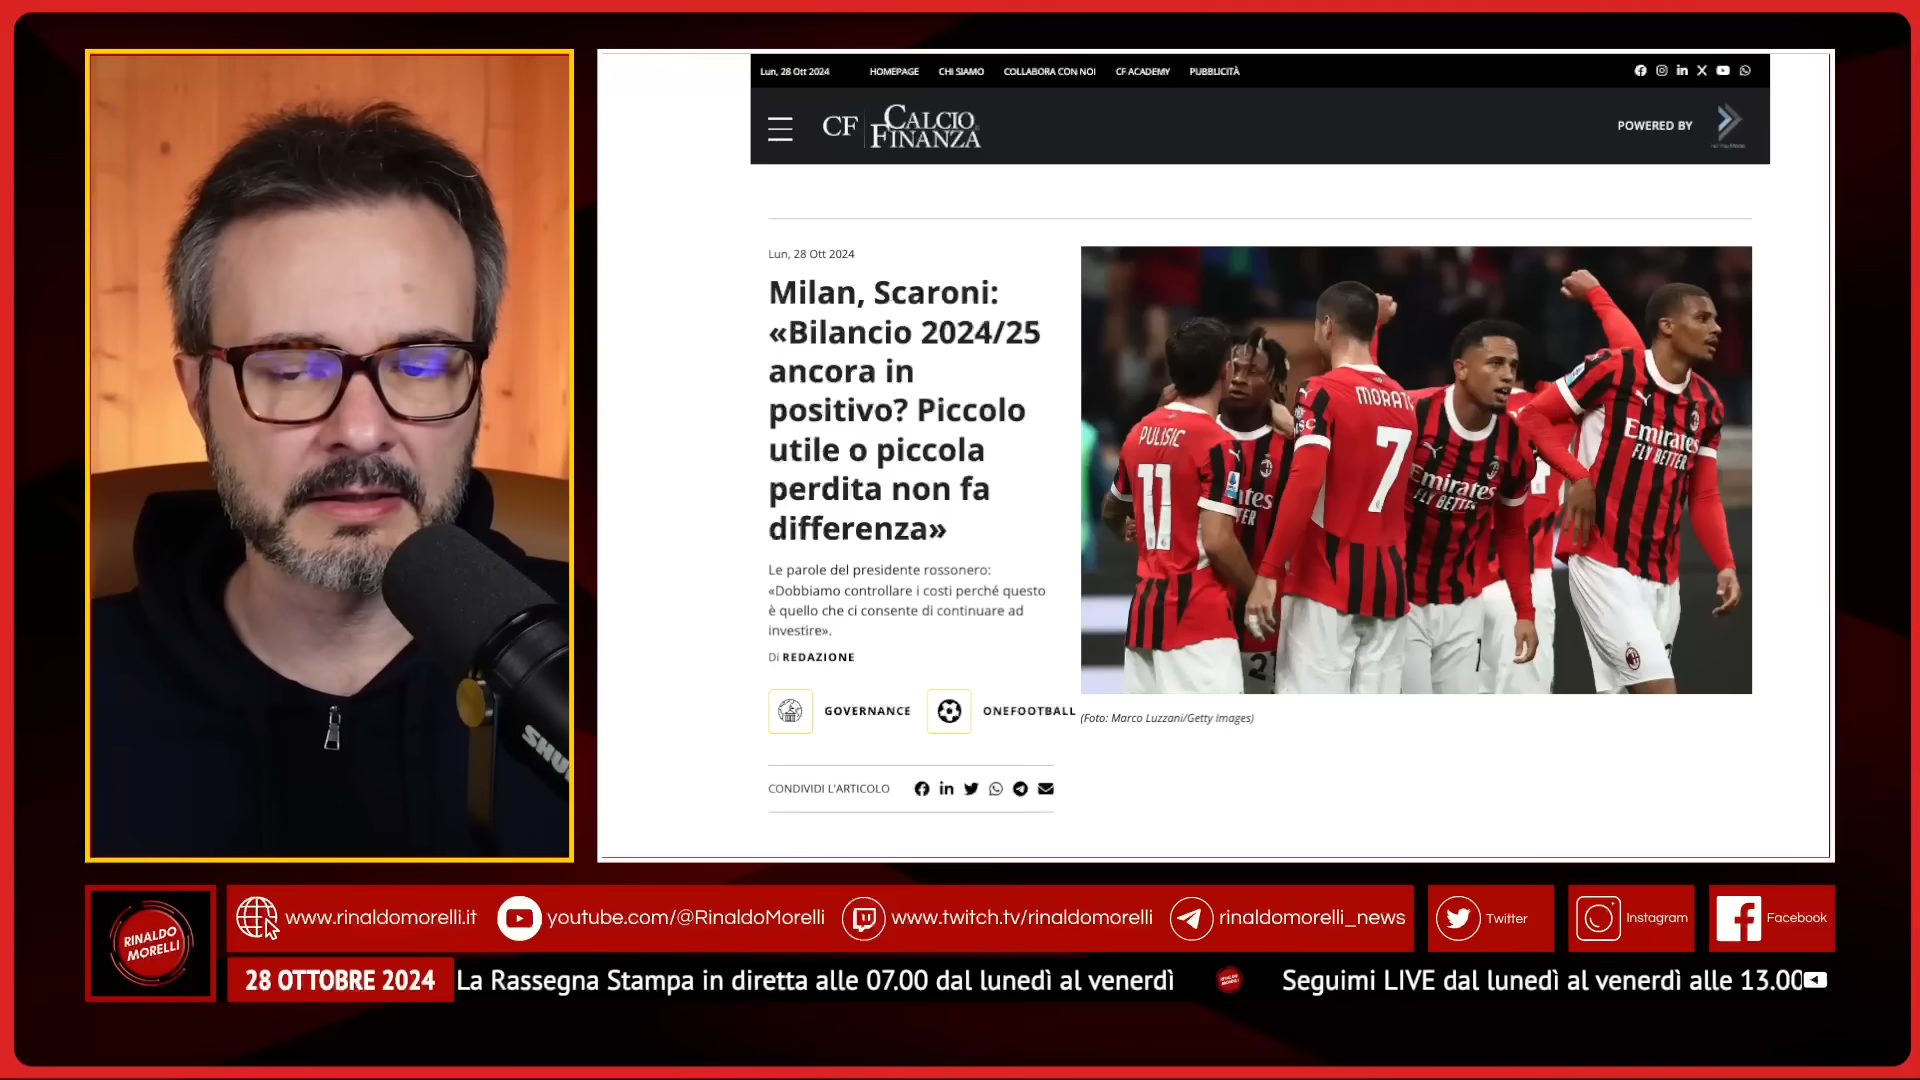 Lun, 28 Ott 2024 HOMEPAGE CHI SIAMO COLLABORA CON NOI CF ACADEMY PUBBLICITÀ
CF CALCIO FINANZA POWERED BY
Lun, 28 Ott 2024
Milan, Scaroni:
«Bilancio 2024/25
ancora in
positivo? Piccolo
utile o piccola
perdita non fa
differenza»
Le parole del presidente rossonero:
«Dobbiamo controllare i costi perché questo
è quello che ci consente di continuare ad
investire».
Di REDAZIONE
GOVERNANCE ONEFOOTBALL
CONDIVIDI L'ARTICOLO
PULISIC
11
7
Emirates
FLY BETTER
Emirates
FLY BETTER
(Foto: Marco Luzzani/Getty Images)
RINALDO
MORELLI
www.rinaldomorelli.it youtube.com/@RinaldoMorelli www.twitch.tv/rinaldomorelli rinaldomorelli_news Twitter Instagram Facebook
28 OTTOBRE 2024 La Rassegna Stampa in diretta alle 07.00 dal lunedì al venerdì Seguimi LIVE dal lunedì al venerdì alle 13.00